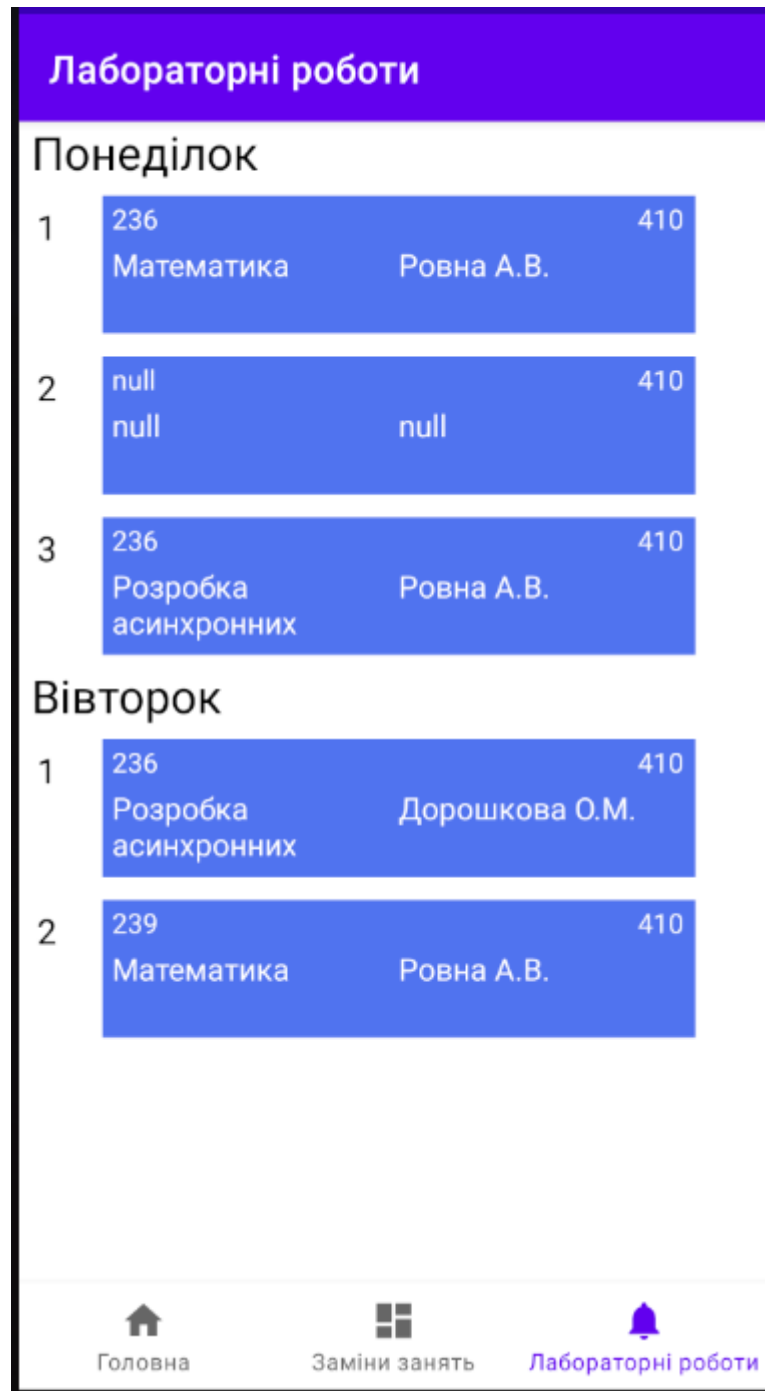 Лабораторні роботи
Понеділок
1
236 410
Математика Ровна А.В.
2
null 410
null null
3
236 410
Розробка Ровна А.В.
асинхронних
Вівторок
1
236 410
Розробка Дорошкова О.М.
асинхронних
2
239 410
Математика Ровна А.В.
Головна Заміни занять Лабораторні роботи